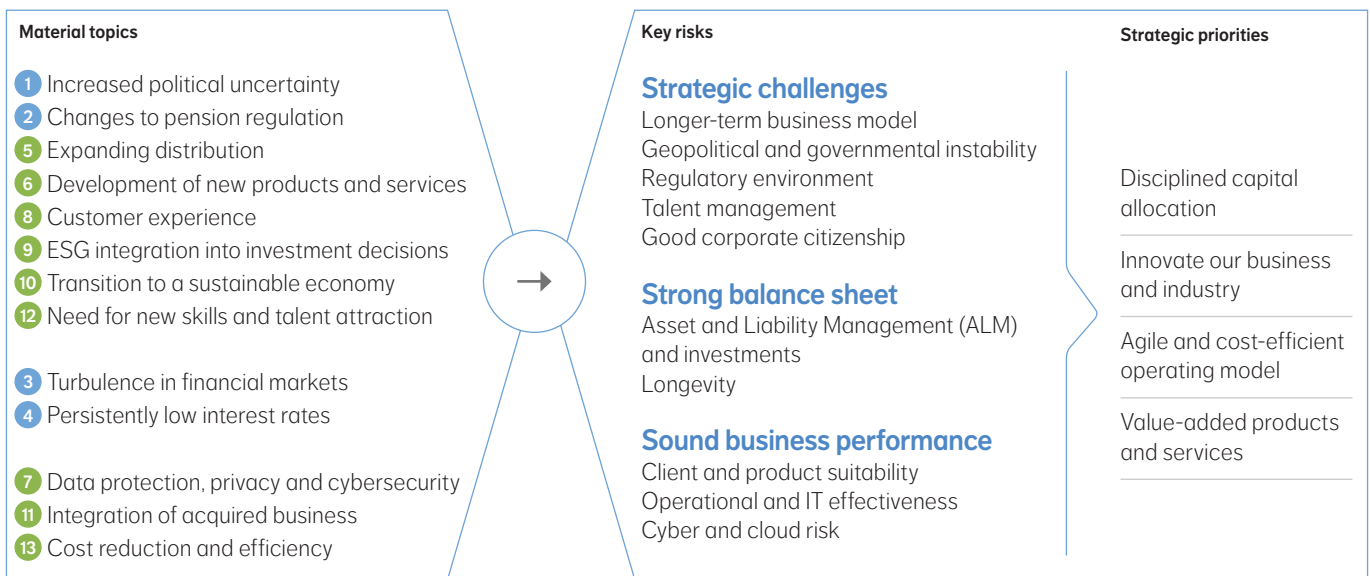 Material topics
1 Increased political uncertainty
2 Changes to pension regulation
5 Expanding distribution
6 Development of new products and services
8 Customer experience
9 ESG integration into investment decisions
10 Transition to a sustainable economy
12 Need for new skills and talent attraction
3 Turbulence in financial markets
4 Persistently low interest rates
7 Data protection, privacy and cybersecurity
11 Integration of acquired business
13 Cost reduction and efficiency
→
Key risks
Strategic challenges
Longer-term business model
Geopolitical and governmental instability
Regulatory environment
Talent management
Good corporate citizenship
Strong balance sheet
Asset and Liability Management (ALM)
and investments
Longevity
Sound business performance
Client and product suitability
Operational and IT effectiveness
Cyber and cloud risk
Strategic priorities
Disciplined capital
allocation
Innovate our business
and industry
Agile and cost-efficient
operating model
Value-added products
and services